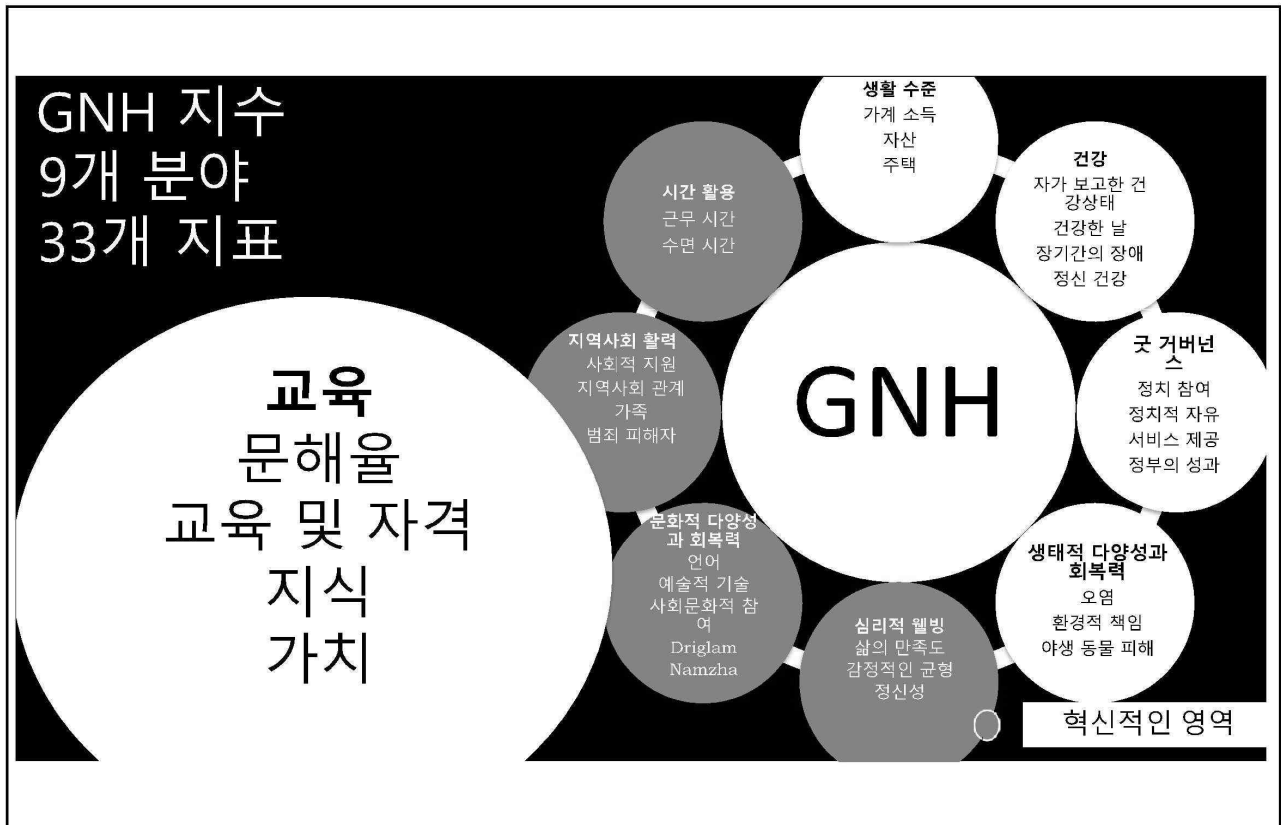 GNH 지수
9개 분야
33개 지표
교육
문해율
교육 및 자격
지식
가치
GNH
생활 수준
가계 소득
자산
주택
건강
자가 보고한 건
강상태
건강한 날
장기간의 장애
정신 건강
굿 거버넌
스
정치 참여
정치적 자유
서비스 제공
정부의 성과
생태적 다양성과
회복력
오염
환경적 책임
야생 동물 피해
심리적 웰빙
삶의 만족도
감정적인 균형
정신성
문화적 다양성
과 회복력
언어
예술적 기술
사회문화적 참
여
Driglam
Namzha
지역사회 활력
사회적 지원
지역사회 관계
가족
범죄 피해자
시간 활용
근무 시간
수면 시간
혁신적인 영역